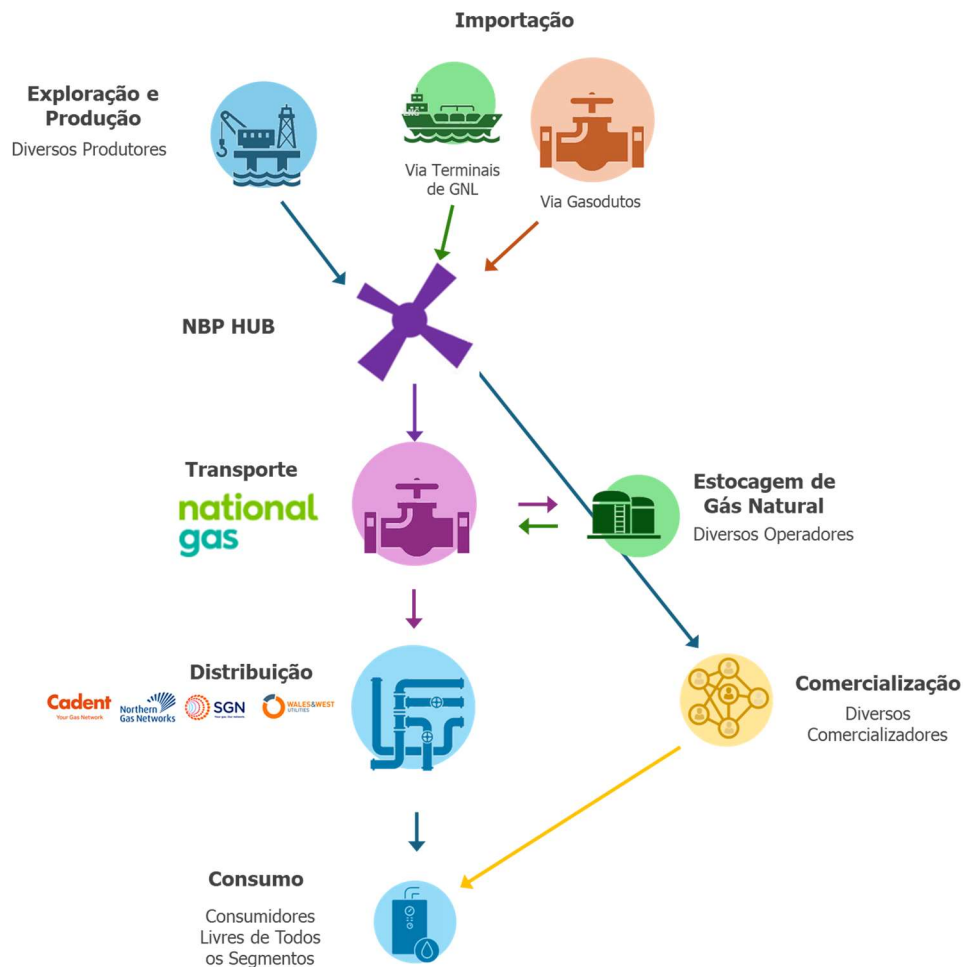 Importação
Exploração e
Produção
Diversos Produtores
Via Terminais
de GNL
Via Gasodutos
NBP HUB
Transporte
national
gas
Estocagem de
Gás Natural
Diversos Operadores
Distribuição
Cadent
Your Gas Network
Northern
Gas Networks
SGN
WALES&WEST
UTILITIES
Comercialização
Diversos
Comercializadores
Consumo
Consumidores
Livres de Todos
os Segmentos